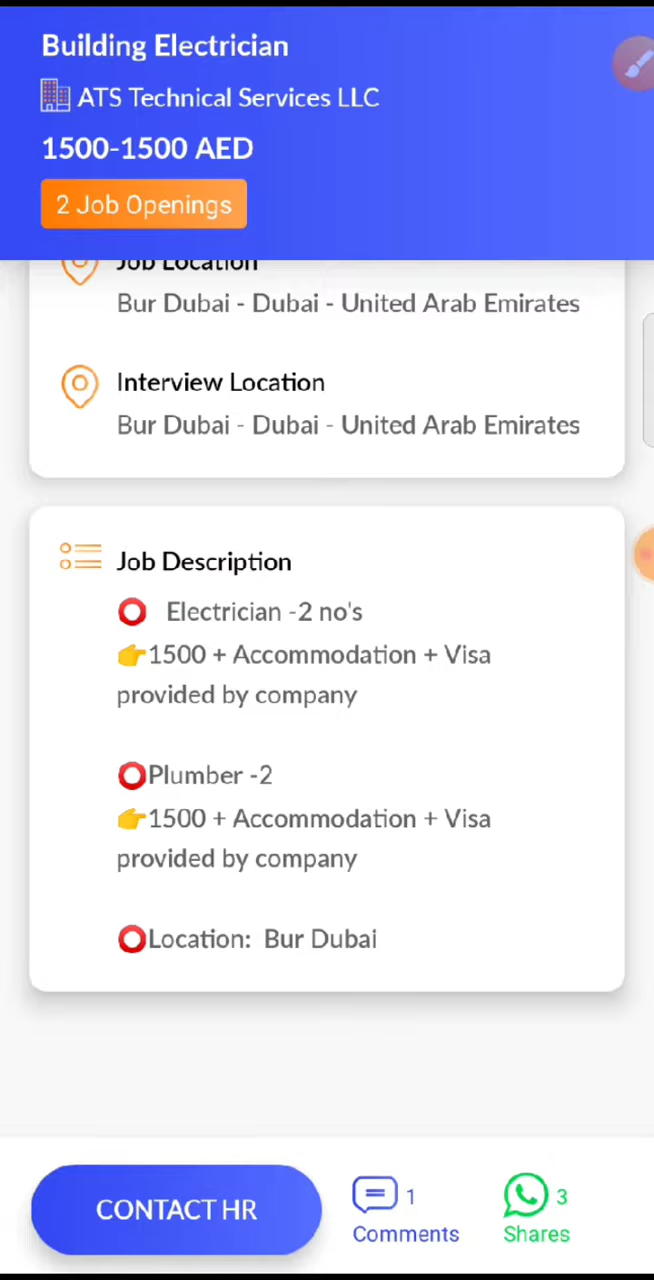 Building Electrician
ATS Technical Services LLC
1500-1500 AED
2 Job Openings
Job Location
Bur Dubai - Dubai - United Arab Emirates
Interview Location
Bur Dubai - Dubai - United Arab Emirates
Job Description
⭕ Electrician -2 no's
👉1500 + Accommodation + Visa
provided by company
⭕Plumber -2
👉1500 + Accommodation + Visa
provided by company
⭕Location: Bur Dubai
CONTACT HR
1
Comments
3
Shares